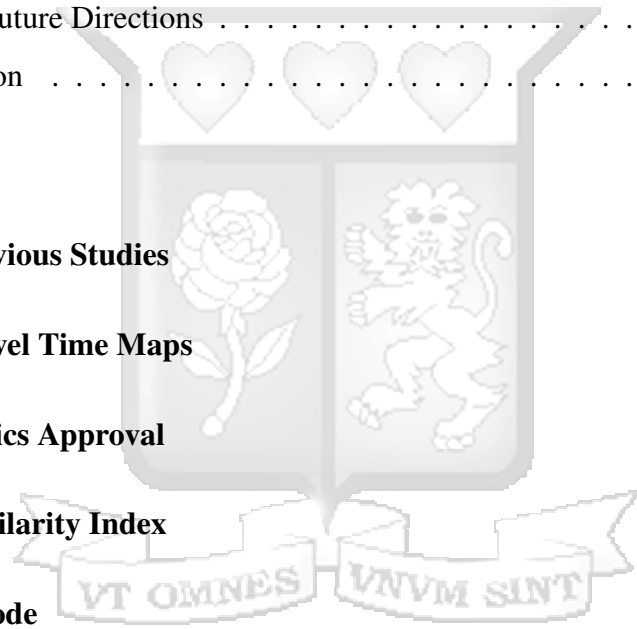 uture Directions . . . . . . . . . . . . . . . . . .
on . . . . . . . . . . . . . . . . . . . . . . . . .
vious Studies
vel Time Maps
ics Approval
ilarity Index
VT OMNES VNVM SINT
ode